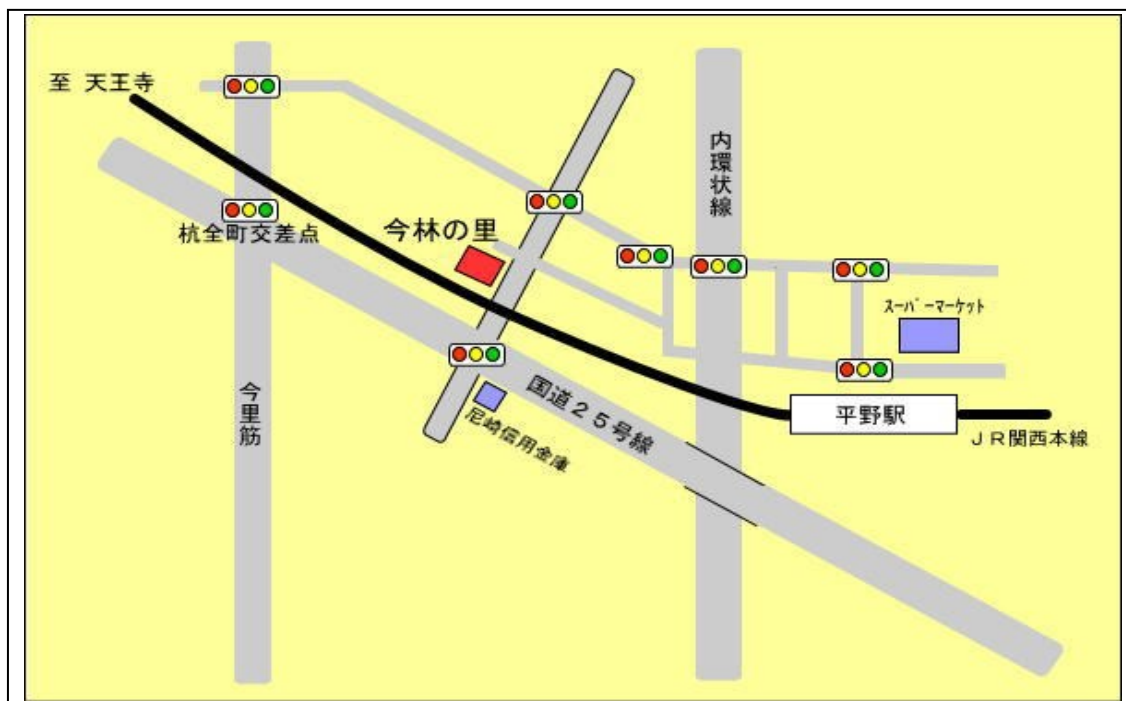 至 天王寺
内環状線
今林の里
杭全町交差点
ｽｰﾊﾟｰﾏｰｹｯﾄ
今里筋
国道２５号線
尼崎信用金庫
平野駅
ＪＲ関西本線